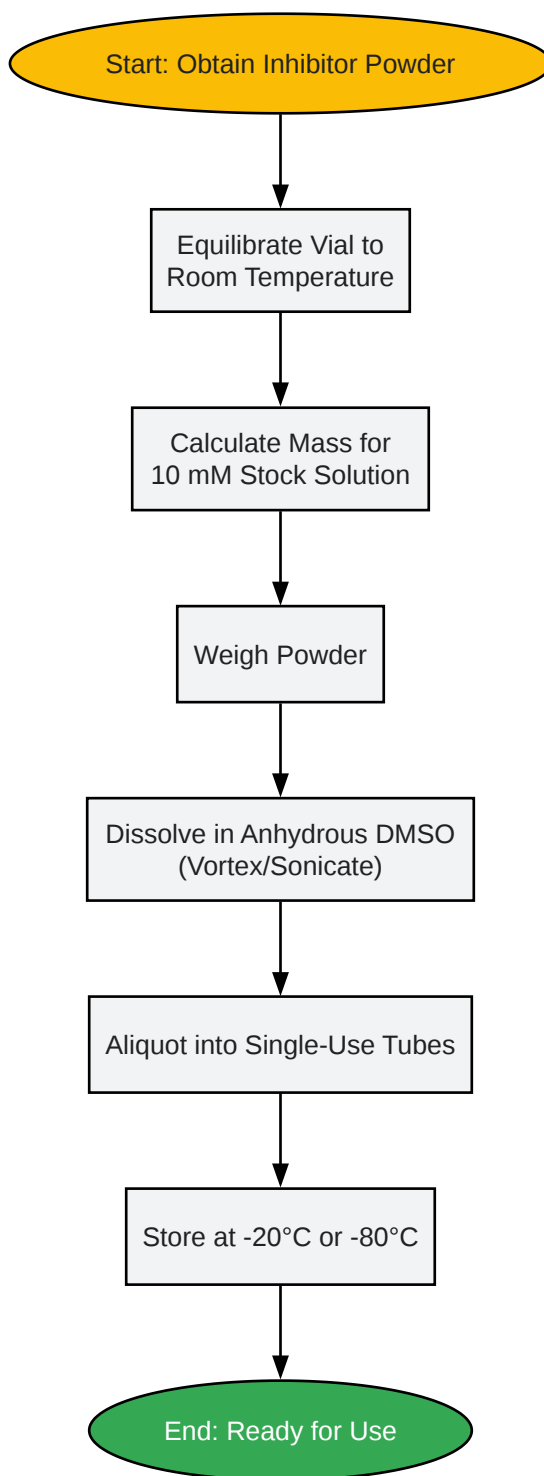 Start: Obtain Inhibitor Powder
Equilibrate Vial to
Room Temperature
Calculate Mass for
10 mM Stock Solution
Weigh Powder
Dissolve in Anhydrous DMSO
(Vortex/Sonicate)
Aliquot into Single-Use Tubes
Store at -20°C or -80°C
End: Ready for Use